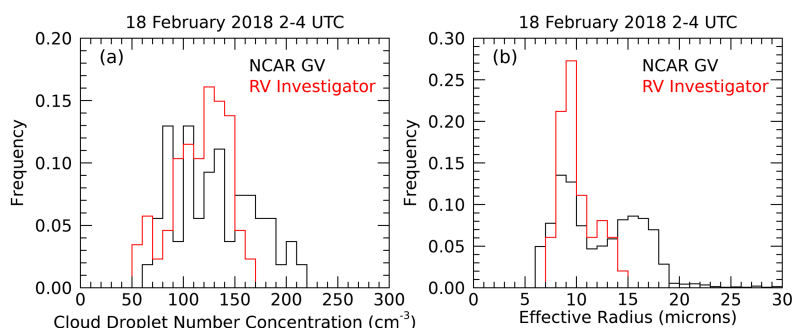 18 February 2018 2-4 UTC
(a)
NCAR GV
RV Investigator
Frequency
0.20
0.15
0.10
0.05
0.00
0 50 100 150 200 250 300
Cloud Droplet Number Concentration (cm-3)
18 February 2018 2-4 UTC
(b)
NCAR GV
RV Investigator
Frequency
0.30
0.25
0.20
0.15
0.10
0.05
0.00
0 5 10 15 20 25 30
Effective Radius (microns)